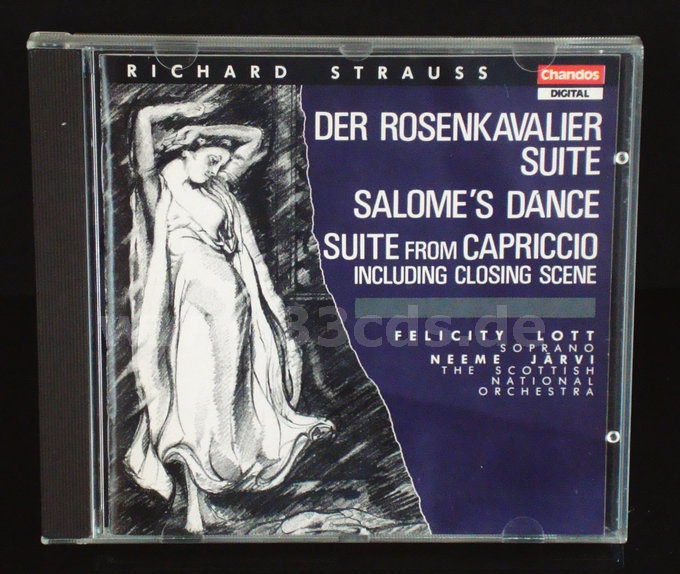 RICHARD STRAUSS
Chandos
DIGITAL
DER ROSENKAVALIER
SUITE
SALOME'S DANCE
SUITE FROM CAPRICCIO
INCLUDING CLOSING SCENE
FELICITY LOTT
SOPRANO
NEEME JÄRVI
THE SCOTTISH
NATIONAL
ORCHESTRA